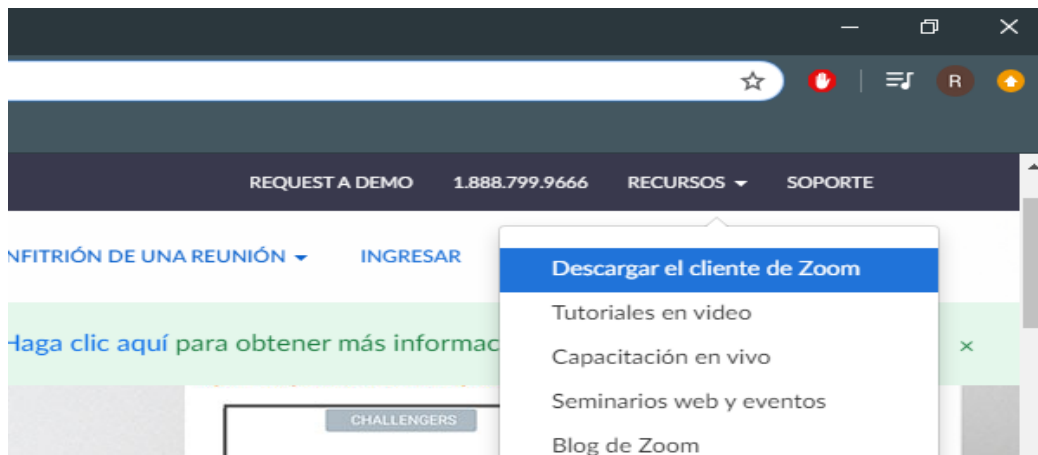 R
REQUEST A DEMO 1.888.799.9666 RECURSOS SOPORTE
NFITRIÓN DE UNA REUNIÓN INGRESAR
Descargar el cliente de Zoom
Tutoriales en video
Haga clic aquí para obtener más informac
Capacitación en vivo
Seminarios web y eventos
CHALLENGERS
Blog de Zoom